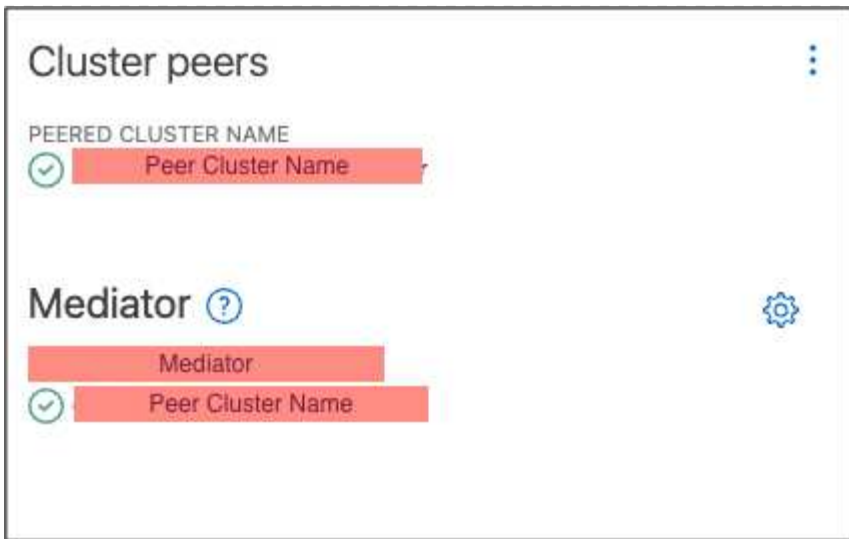 Cluster peers
PEERED CLUSTER NAME
Peer Cluster Name
Mediator
Mediator
Peer Cluster Name